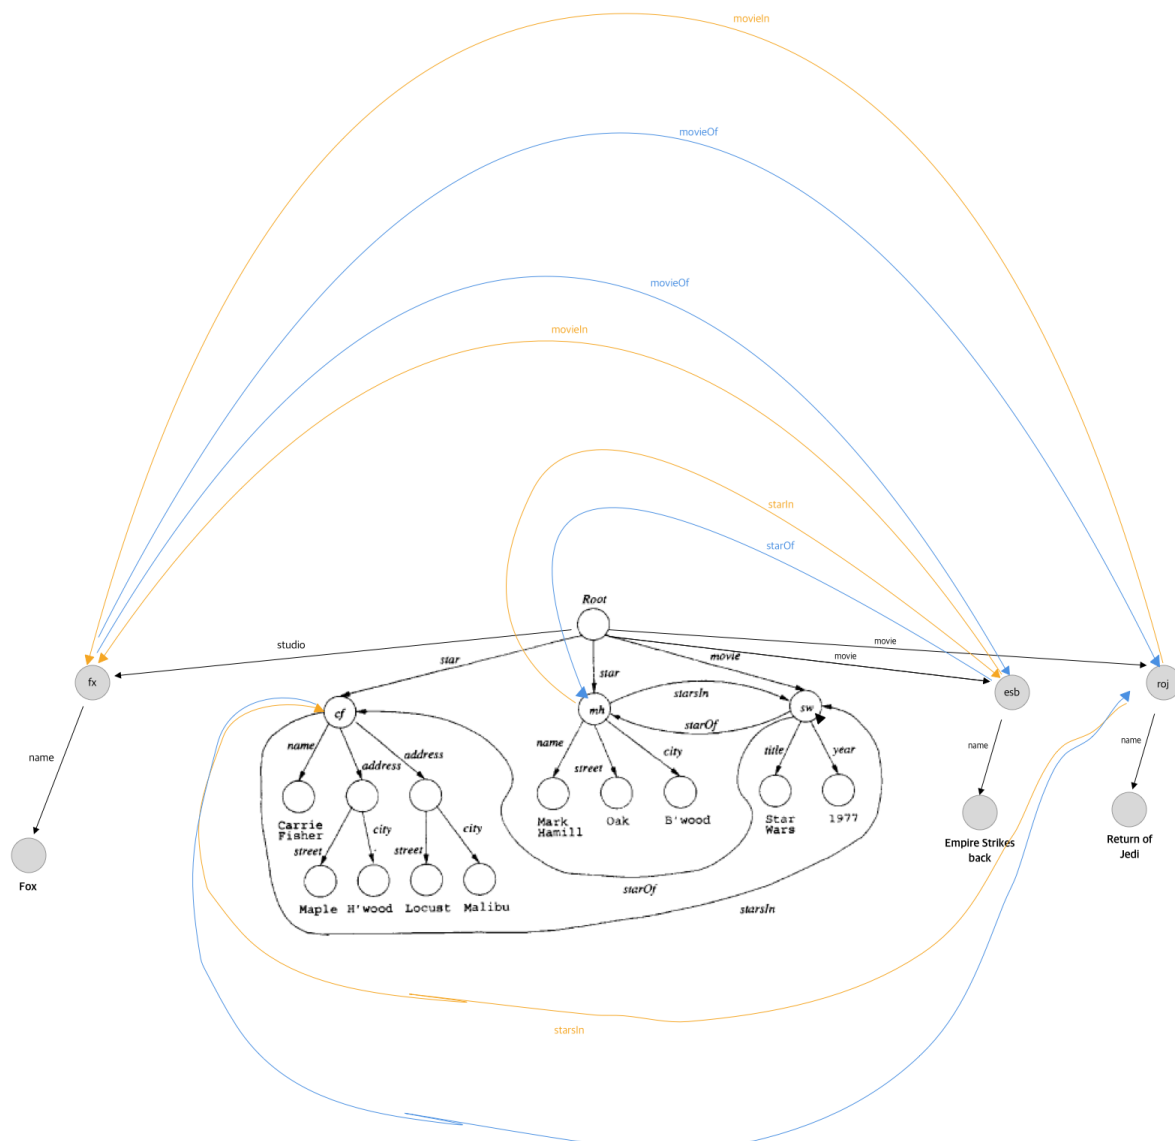 movieIn
movieOf
movieOf
movieIn
starIn
starOf
Root
studio
star
star
movie
movie
movie
fx
cf
mh
starsIn
starOf
sw
esb
roj
name
name
address
address
name
street
city
title
year
name
name
Carrie
Fisher
Mark
Hamill
Oak
B'wood
Star
Wars
1977
Empire Strikes
back
Return of
Jedi
street
city
street
city
Fox
Maple
H'wood
Locust
Malibu
starOf
starsIn
starsIn